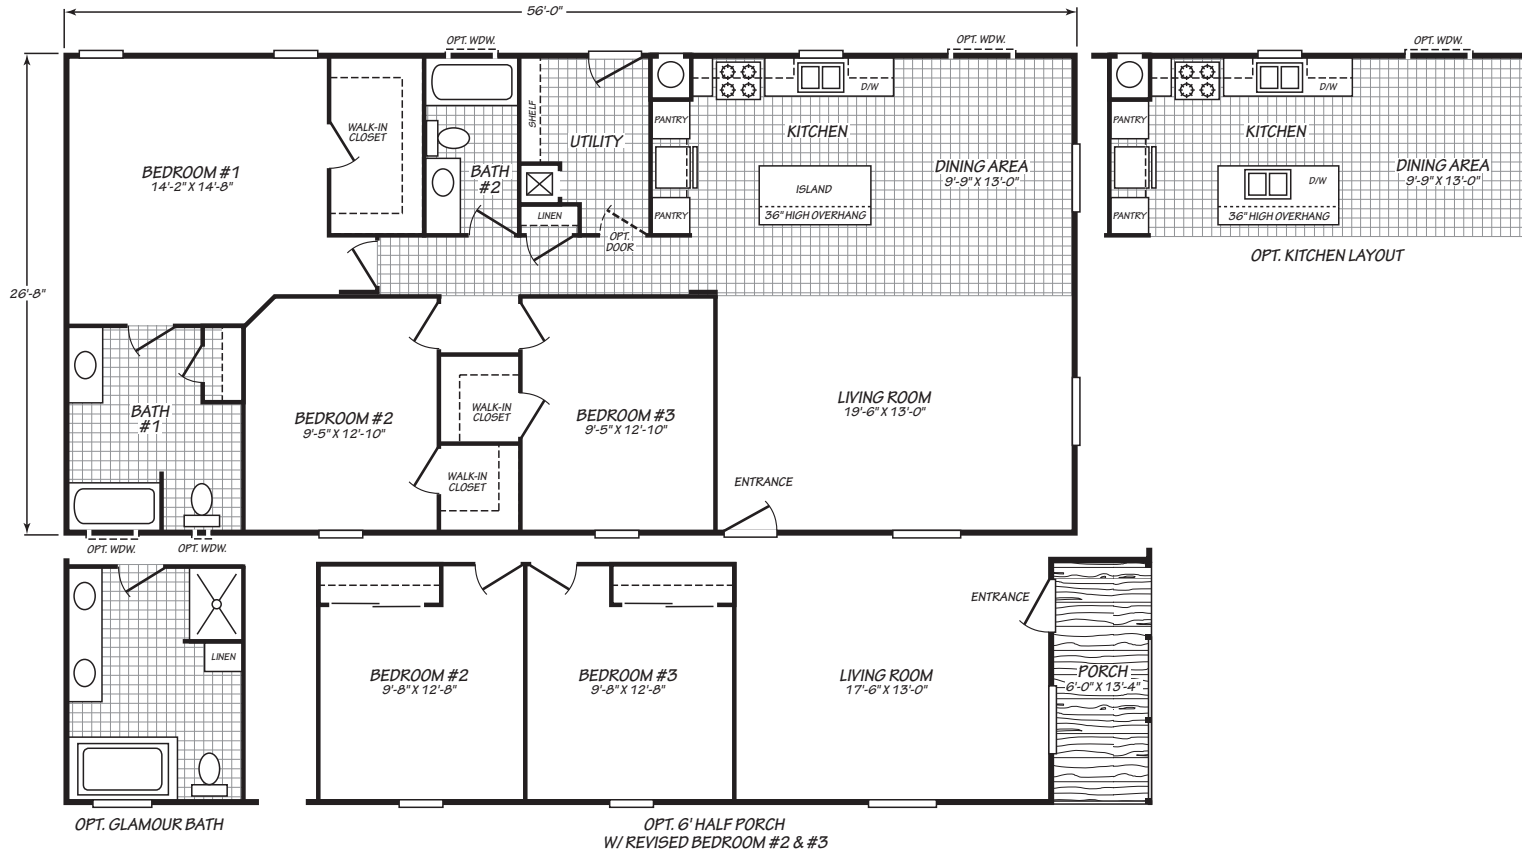 56'-0"
OPT. WDW.
OPT. WDW.
OPT. WDW.
WALK-IN
CLOSET
SHELF
UTILITY
PANTRY
D/W
KITCHEN
BEDROOM #1
14'-2" X 14'-8"
BATH
#2
DINING AREA
9'-9" X 13'-0"
ISLAND
36" HIGH OVERHANG
LINEN
PANTRY
OPT.
DOOR
D/W
PANTRY
KITCHEN
DINING AREA
9'-9" X 13'-0"
D/W
PANTRY
36" HIGH OVERHANG
OPT. KITCHEN LAYOUT
26'-8"
BATH
#1
BEDROOM #2
9'-5" X 12'-10"
WALK-IN
CLOSET
WALK-IN
CLOSET
BEDROOM #3
9'-5" X 12'-10"
LIVING ROOM
19'-6" X 13'-0"
ENTRANCE
OPT. WDW.
OPT. WDW.
LINEN
OPT. GLAMOUR BATH
BEDROOM #2
9'-8" X 12'-8"
BEDROOM #3
9'-8" X 12'-8"
LIVING ROOM
17'-6" X 13'-0"
ENTRANCE
PORCH
6'-0" X 13'-4"
OPT. 6' HALF PORCH
W/ REVISED BEDROOM #2 & #3